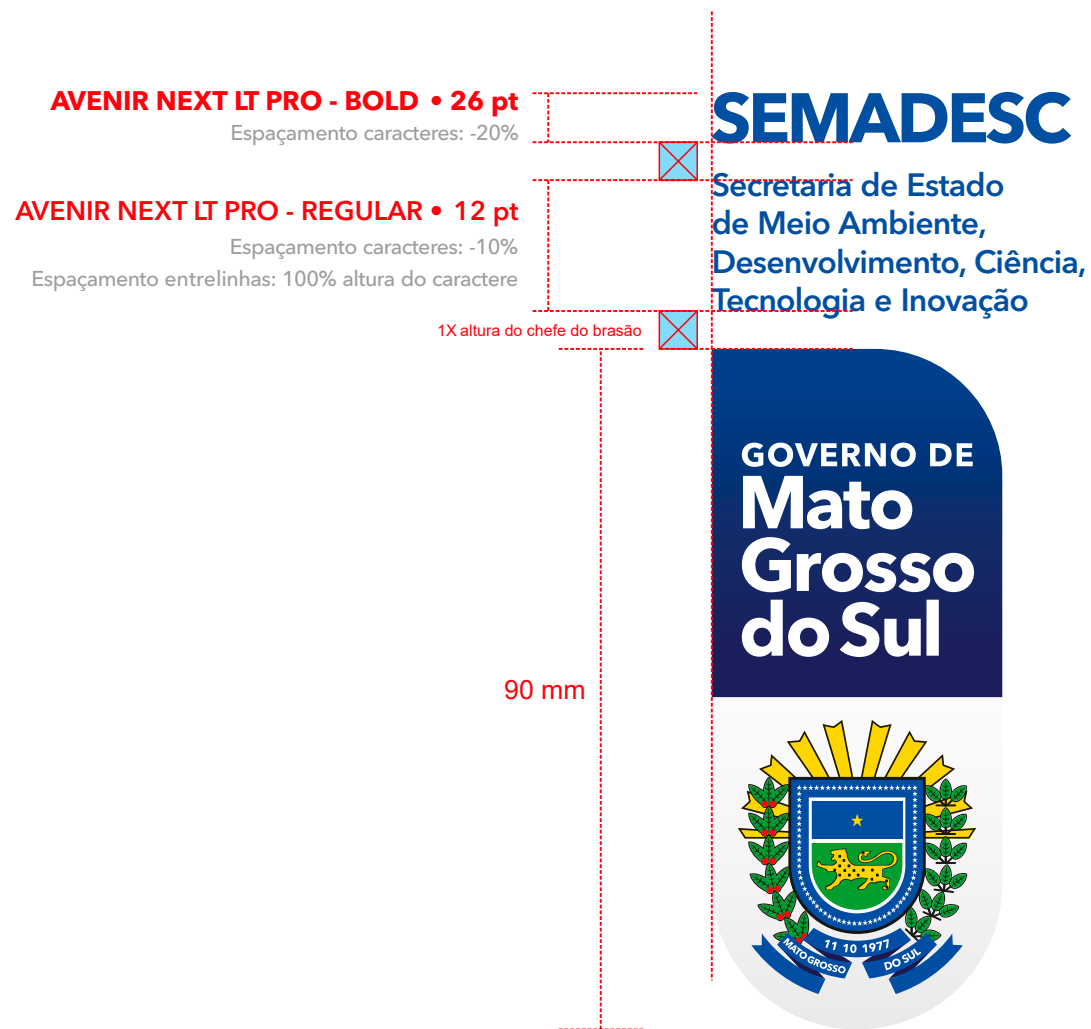 AVENIR NEXT LT PRO - BOLD • 26 pt
Espaçamento caracteres: -20%
SEMADESC
AVENIR NEXT LT PRO - REGULAR • 12 pt
Espaçamento caracteres: -10%
Espaçamento entrelinhas: 100% altura do caractere
Secretaria de Estado
de Meio Ambiente,
Desenvolvimento, Ciência,
Tecnologia e Inovação
1X altura do chefe do brasão
GOVERNO DE
Mato
Grosso
do Sul
90 mm
MATO GROSSO
11 10 1977
DO SUL